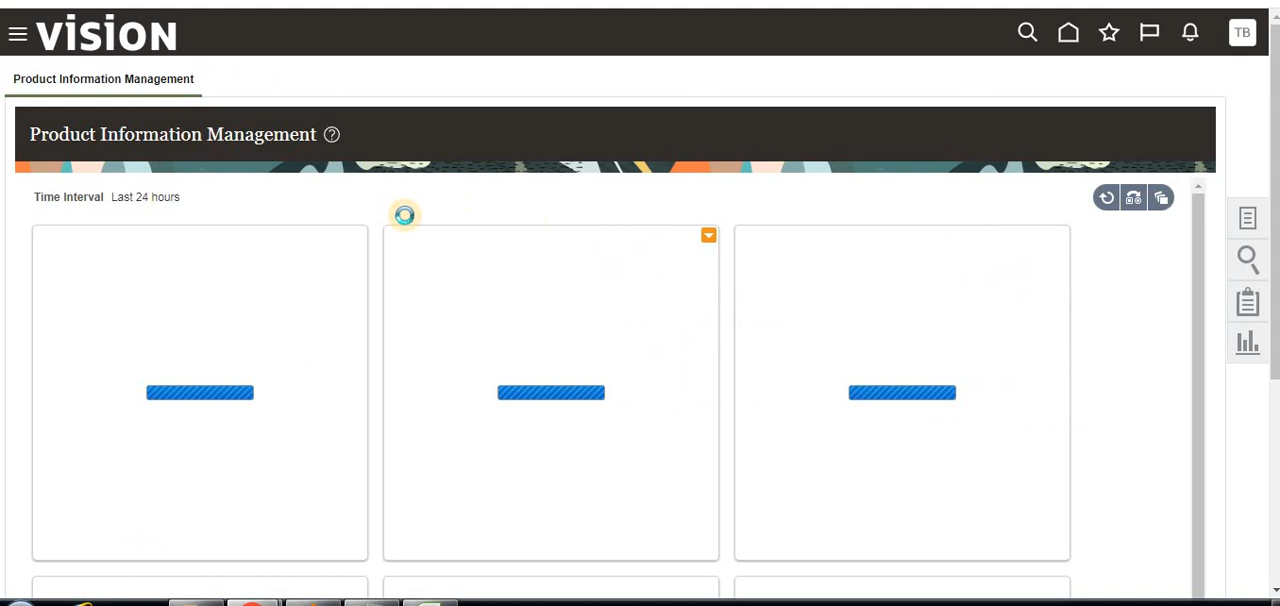 vision
TB
Product Information Management
Product Information Management ?
Time Interval Last 24 hours